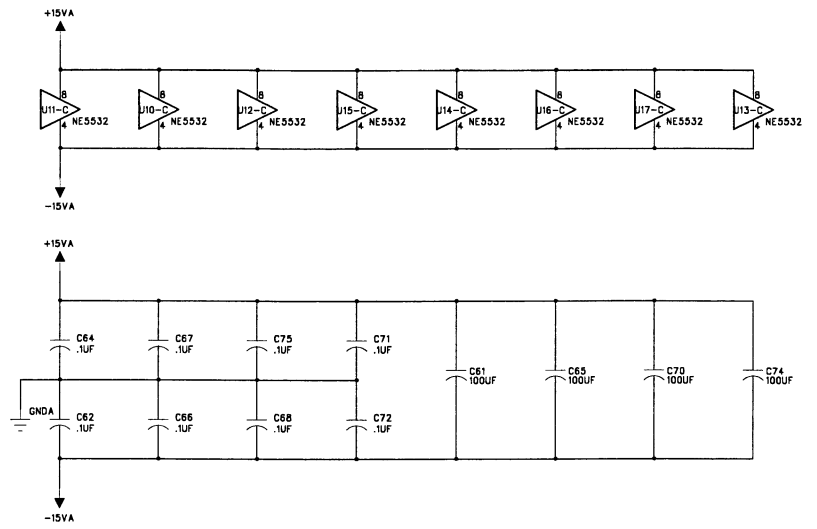 +15VA
8 8 8 8 8 8 8 8
U11-C U10-C U12-C U15-C U14-C U16-C U17-C U13-C
4 NE5532 4 NE5532 4 NE5532 4 NE5532 4 NE5532 4 NE5532 4 NE5532 4 NE5532
-15VA
+15VA
C64 C67 C75 C71
.1UF .1UF .1UF .1UF
C61 C65 C70 C74
100UF 100UF 100UF 100UF
GNDA
C62 C66 C68 C72
.1UF .1UF .1UF .1UF
-15VA